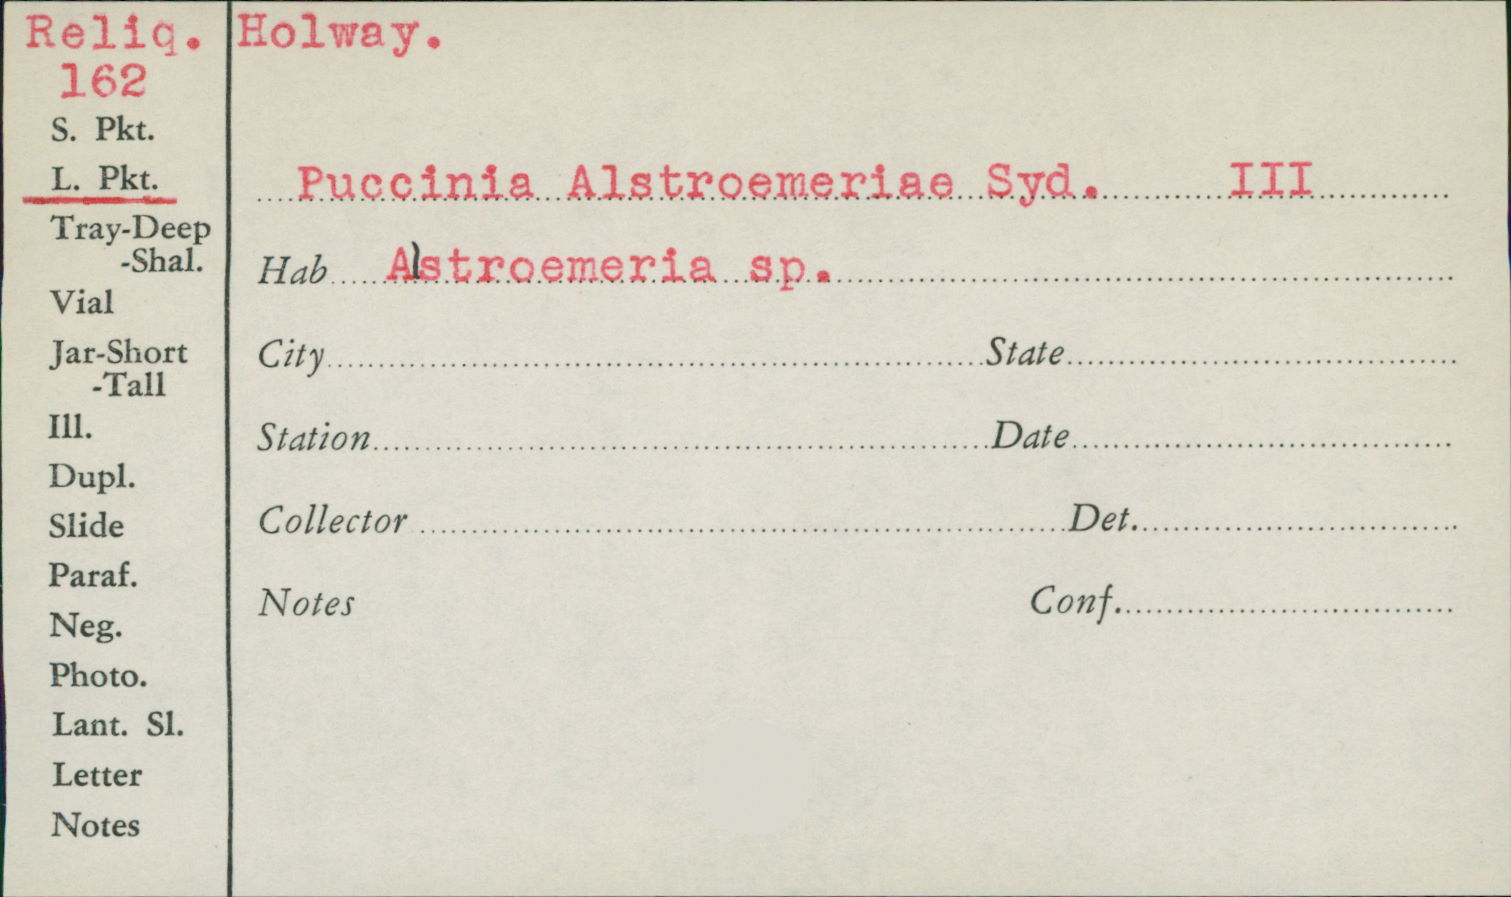 Reliq. Holway.
162
S. Pkt.
L. Pkt.
Tray-Deep
-Shal.
Vial
Jar-Short
-Tall
Ill.
Dupl.
Slide
Paraf.
Neg.
Photo.
Lant. Sl.
Letter
Notes
Puccinia Alstroemeriae Syd. III
Hab Alstroemeria sp.
City State
Station Date
Collector Det.
Notes Conf.